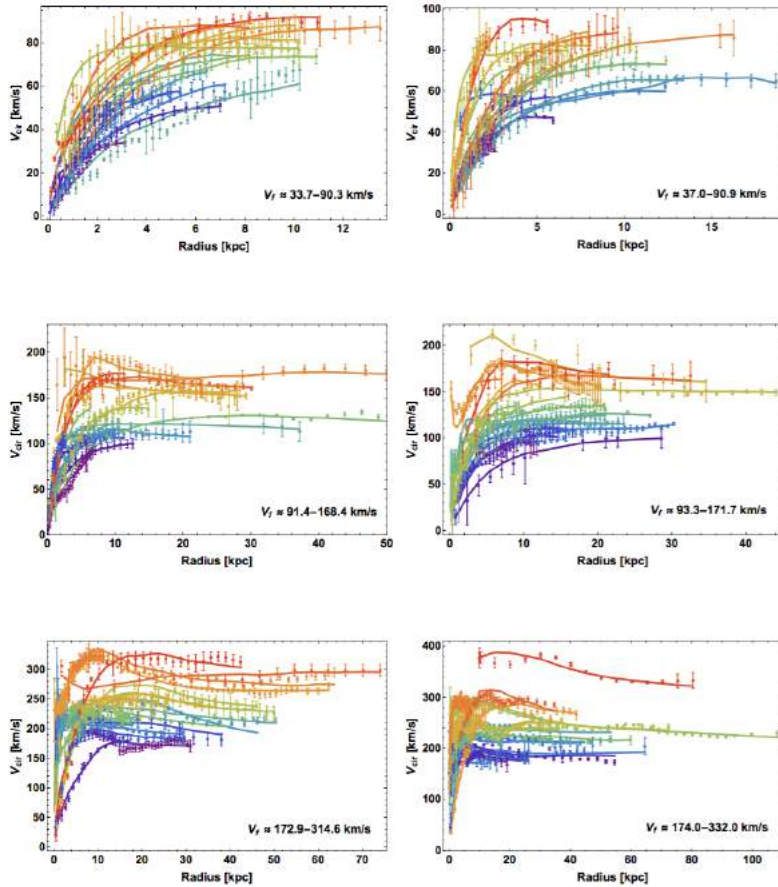 80
60
40
20
0
V_cir [km/s]
V_f ≈ 33.7–90.3 km/s
0 2 4 6 8 10 12
Radius [kpc]
100
80
60
40
20
0
V_cir [km/s]
V_f ≈ 37.0–90.9 km/s
0 5 10 15
Radius [kpc]
200
150
100
50
0
V_cir [km/s]
V_f ≈ 91.4–168.4 km/s
0 10 20 30 40 50
Radius [kpc]
200
150
100
50
0
V_cir [km/s]
V_f ≈ 93.3–171.7 km/s
0 10 20 30 40
Radius [kpc]
300
250
200
150
100
50
0
V_cir [km/s]
V_f ≈ 172.9–314.6 km/s
0 10 20 30 40 50 60 70
Radius [kpc]
400
300
200
100
0
V_cir [km/s]
V_f ≈ 174.0–332.0 km/s
0 20 40 60 80 100
Radius [kpc]